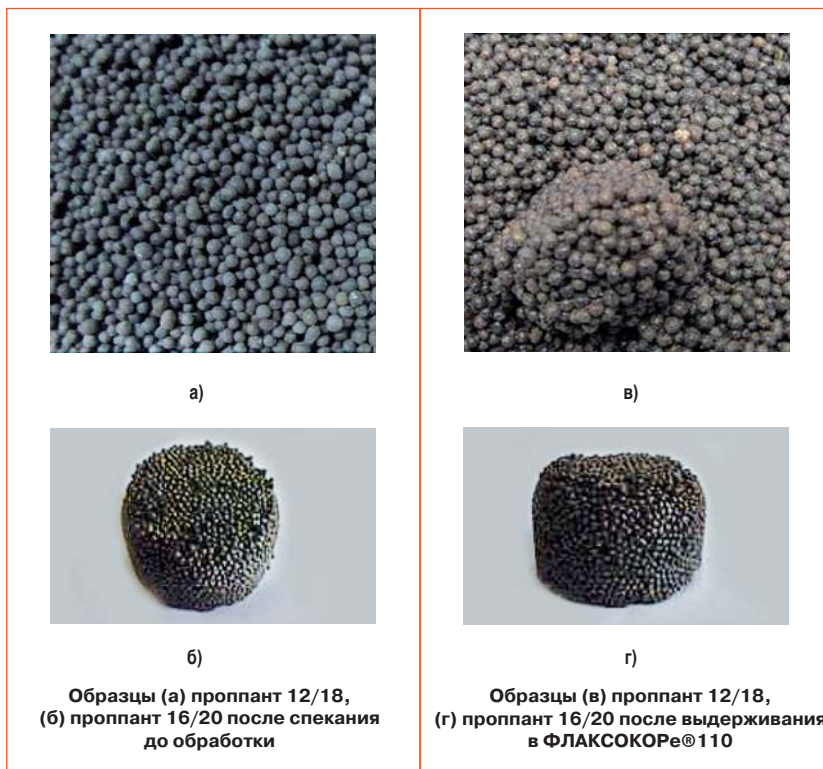 а)
б)
Образцы (а) проппант 12/18,
(б) проппант 16/20 после спекания
до обработки
в)
г)
Образцы (в) проппант 12/18,
(г) проппант 16/20 после выдерживания
в ФЛАКСОКОРе®110